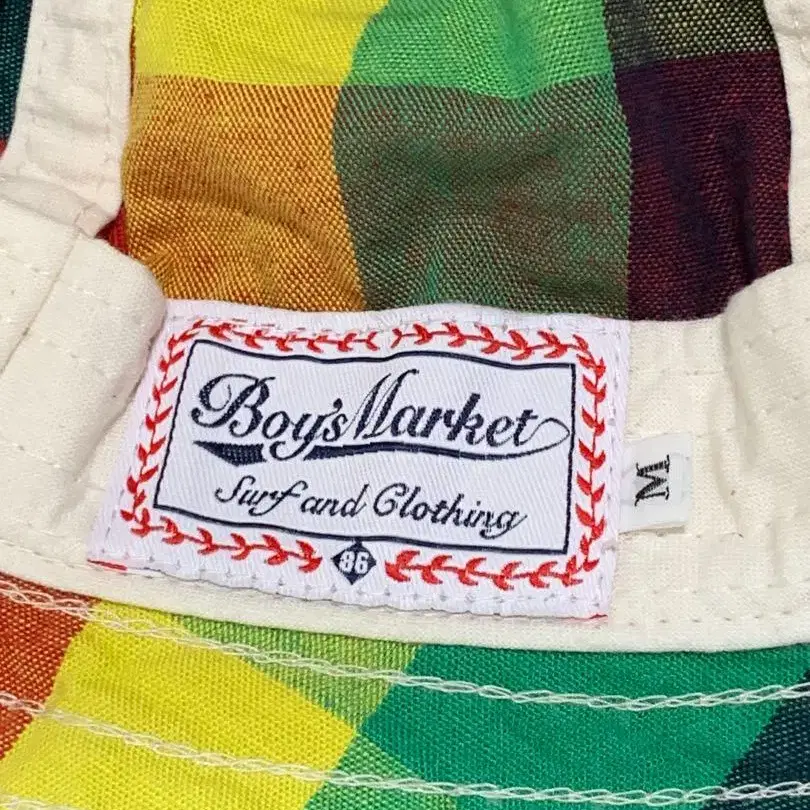 Boy's Market
Surf and Clothing
86
M